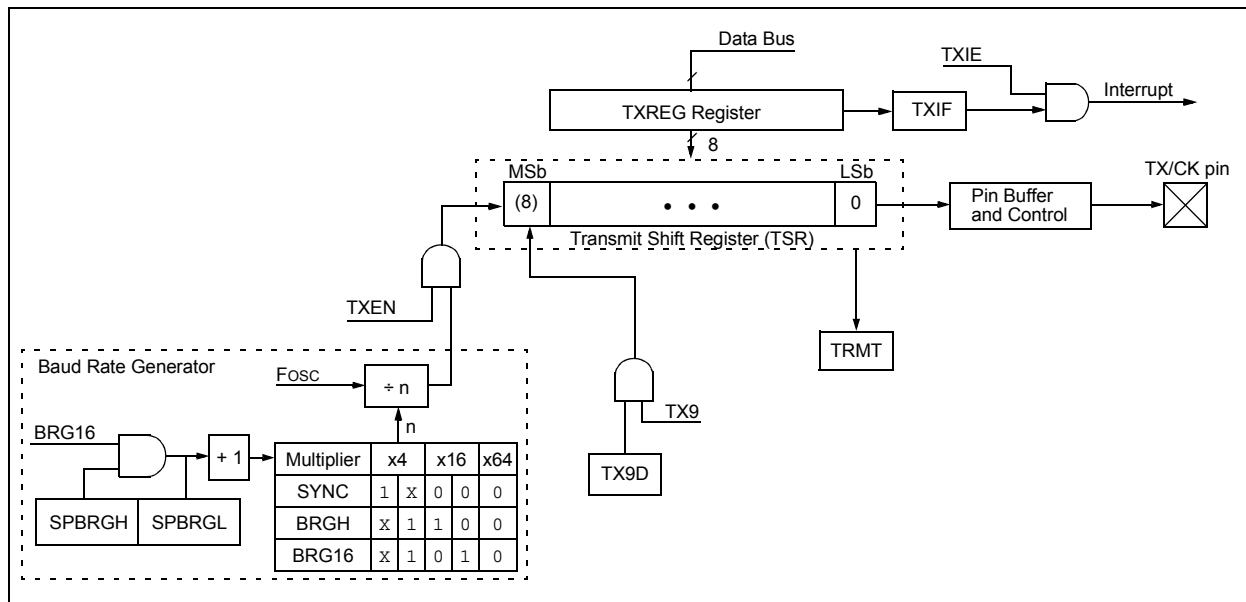 Data Bus
TXIE
Interrupt
TXREG Register
TXIF
8
MSb
LSb
TX/CK pin
(8)
• • •
0
Pin Buffer
and Control
Transmit Shift Register (TSR)
TXEN
TRMT
Baud Rate Generator
FOSC
÷ n
TX9
n
BRG16
+ 1
TX9D
Multiplier x4 x16 x64
SYNC 1 X 0 0 0
BRGH X 1 1 0 0
BRG16 X 1 0 1 0
SPBRGH SPBRGL